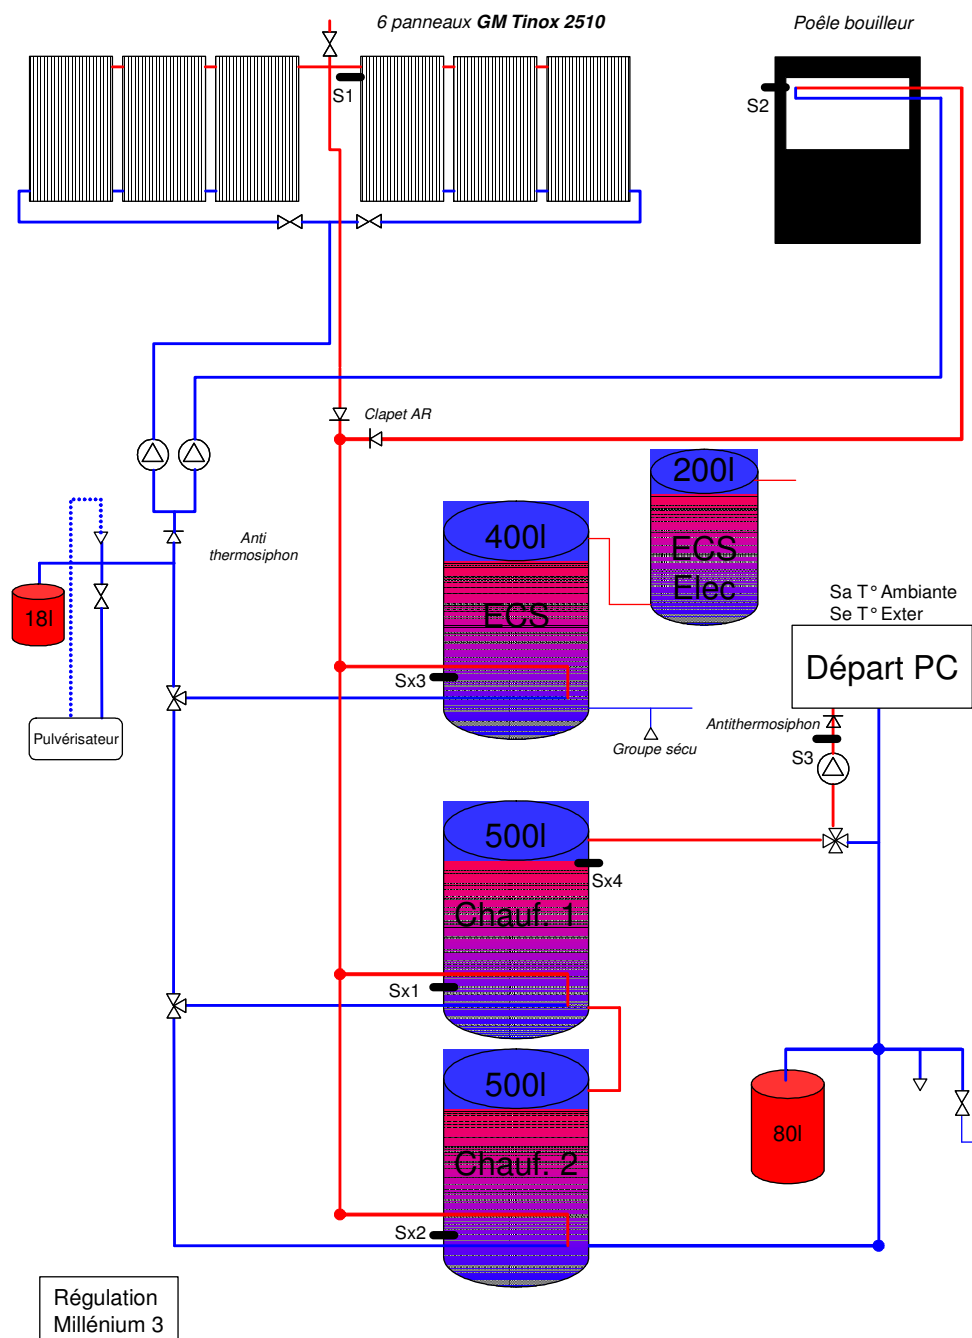 6 panneaux GM Tinox 2510
Poêle bouilleur
S1
S2
Clapet AR
200l
ECS
Elec
400l
ECS
Anti
thermosiphon
18l
Sa T° Ambiante
Se T° Exter
Départ PC
Sx3
Pulvérisateur
Groupe sécu
Antithermosiphon
S3
500l
Sx4
Chauf. 1
Sx1
500l
80l
Chauf. 2
Sx2
Régulation
Millénium 3